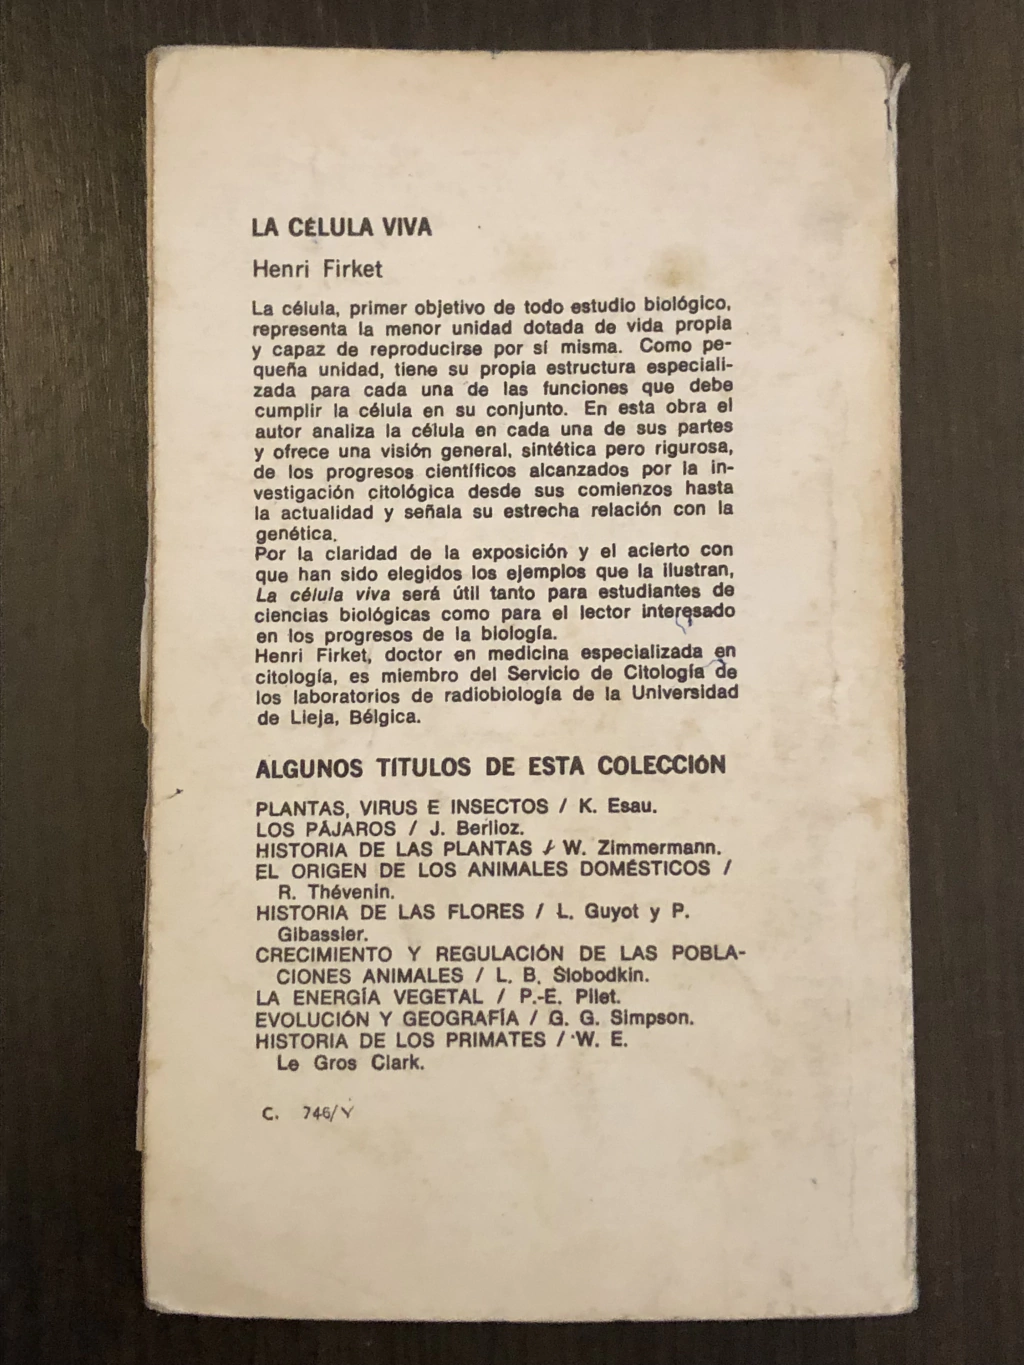 LA CÉLULA VIVA
Henri Firket
La célula, primer objetivo de todo estudio biológico,
representa la menor unidad dotada de vida propia
y capaz de reproducirse por sí misma. Como pe-
queña unidad, tiene su propia estructura especiali-
zada para cada una de las funciones que debe
cumplir la célula en su conjunto. En esta obra el
autor analiza la célula en cada una de sus partes
y ofrece una visión general, sintética pero rigurosa,
de los progresos científicos alcanzados por la in-
vestigación citológica desde sus comienzos hasta
la actualidad y señala su estrecha relación con la
genética.
Por la claridad de la exposición y el acierto con
que han sido elegidos los ejemplos que la ilustran,
La célula viva será útil tanto para estudiantes de
ciencias biológicas como para el lector interesado
en los progresos de la biología.
Henri Firket, doctor en medicina especializada en
citología, es miembro del Servicio de Citología de
los laboratorios de radiobiología de la Universidad
de Lieja, Bélgica.
ALGUNOS TITULOS DE ESTA COLECCIÓN
PLANTAS, VIRUS E INSECTOS / K. Esau.
LOS PÁJAROS / J. Berlioz.
HISTORIA DE LAS PLANTAS / W. Zimmermann.
EL ORIGEN DE LOS ANIMALES DOMÉSTICOS /
R. Thévenin.
HISTORIA DE LAS FLORES / L. Guyot y P.
Gibassier.
CRECIMIENTO Y REGULACIÓN DE LAS POBLA-
CIONES ANIMALES / L. B. Slobodkin.
LA ENERGÍA VEGETAL / P.-E. Pilet.
EVOLUCIÓN Y GEOGRAFÍA / G. G. Simpson.
HISTORIA DE LOS PRIMATES / W. E.
Le Gros Clark.
C. 746/Y